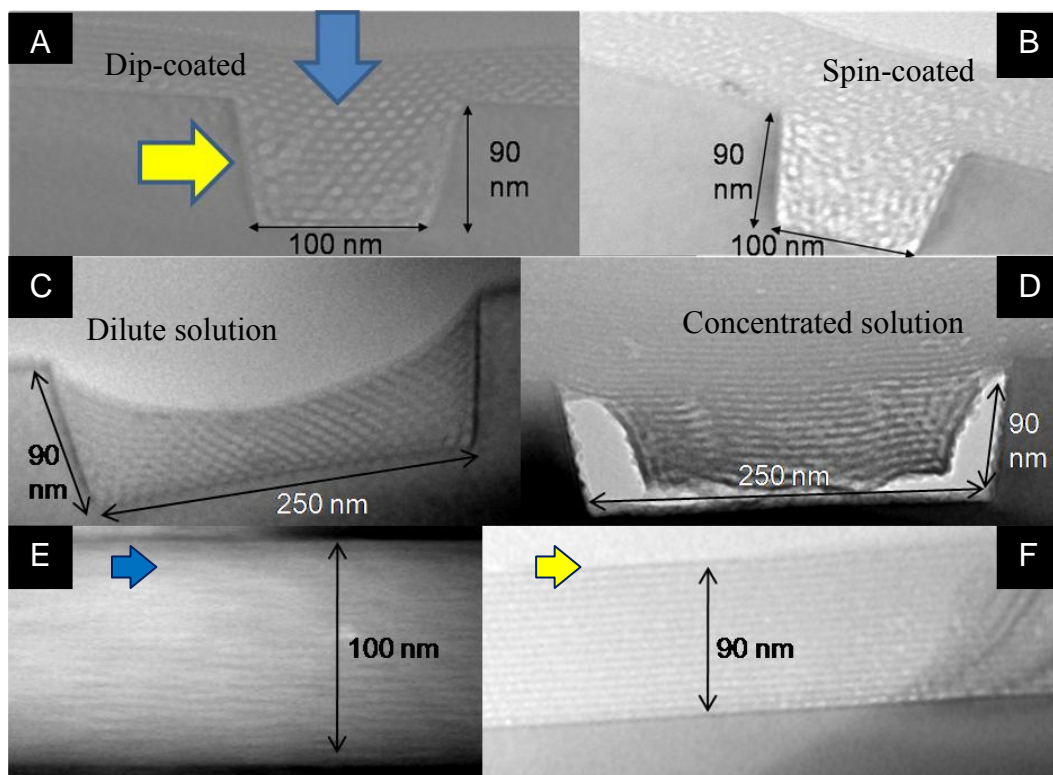 A
Dip-coated
90
nm
100 nm
B
Spin-coated
90
nm
100 nm
C
Dilute solution
90
nm
250 nm
D
Concentrated solution
90
nm
250 nm
E
100 nm
F
90 nm